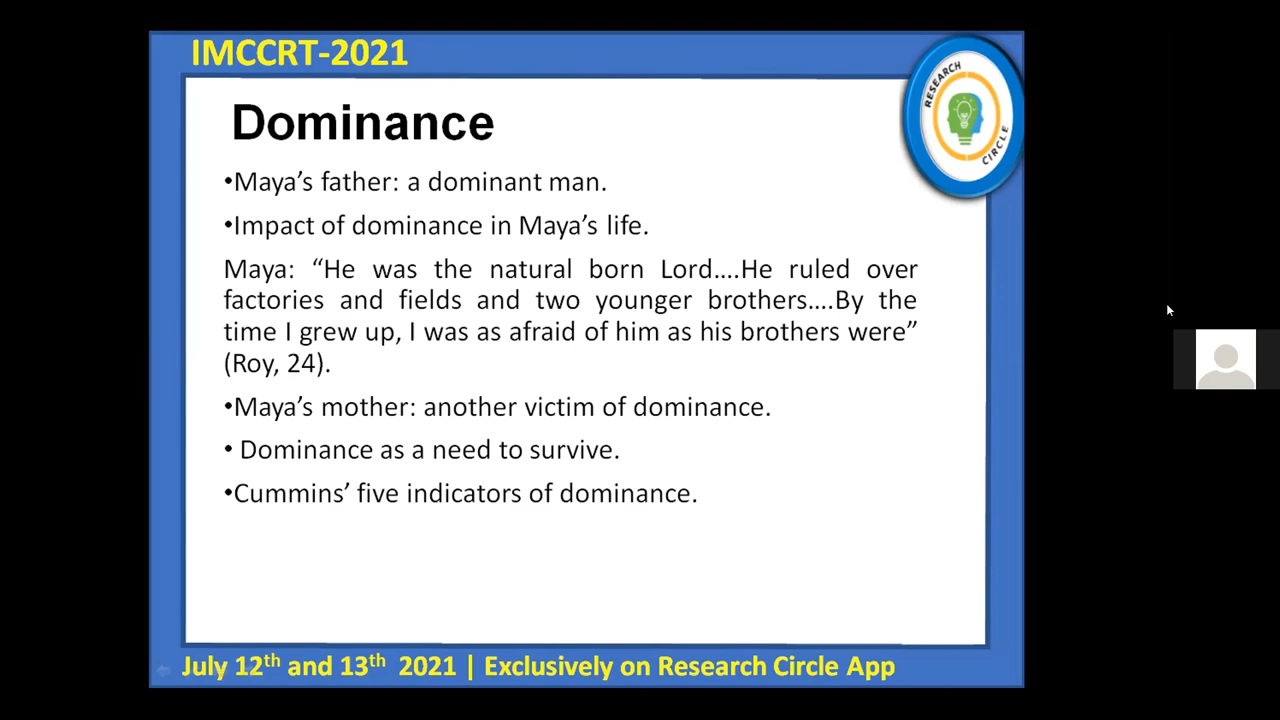 IMCCRT-2021
RESEARCH
CIRCLE
Dominance
•Maya’s father: a dominant man.
•Impact of dominance in Maya’s life.
Maya: “He was the natural born Lord....He ruled over
factories and fields and two younger brothers....By the
time I grew up, I was as afraid of him as his brothers were”
(Roy, 24).
•Maya’s mother: another victim of dominance.
• Dominance as a need to survive.
•Cummins’ five indicators of dominance.
July 12th and 13th 2021 | Exclusively on Research Circle App